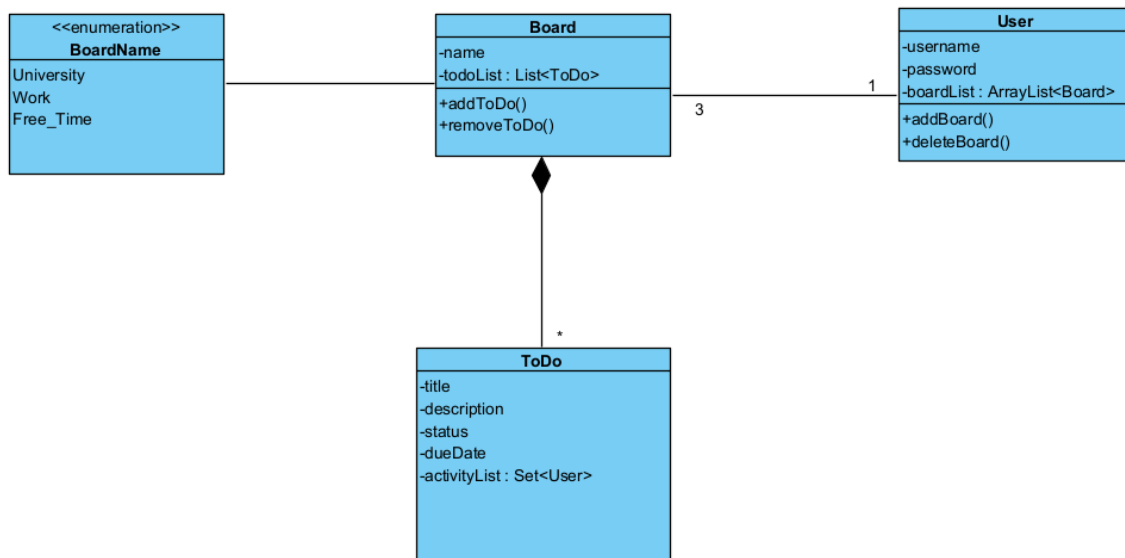 <<enumeration>>
BoardName
University
Work
Free_Time
Board
-name
-todoList : List<ToDo>
+addToDo()
+removeToDo()
3
1
User
-username
-password
-boardList : ArrayList<Board>
+addBoard()
+deleteBoard()
*
ToDo
-title
-description
-status
-dueDate
-activityList : Set<User>